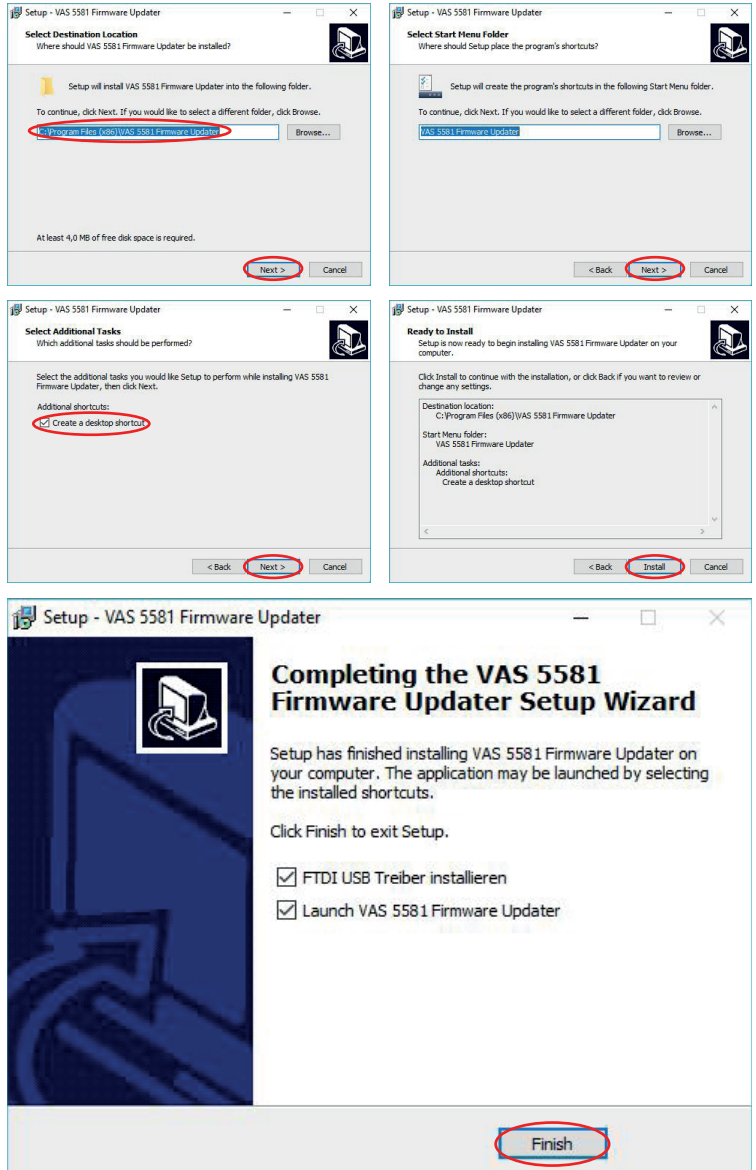 Setup - VAS 5581 Firmware Updater
Select Destination Location
Where should VAS 5581 Firmware Updater be installed?
Setup will install VAS 5581 Firmware Updater into the following folder.
To continue, click Next. If you would like to select a different folder, click Browse.
C:\Program Files (x86)\VAS 5581 Firmware Updater
Browse...
At least 4,0 MB of free disk space is required.
Next >
Cancel
Setup - VAS 5581 Firmware Updater
Select Start Menu Folder
Where should Setup place the program's shortcuts?
Setup will create the program's shortcuts in the following Start Menu folder.
To continue, click Next. If you would like to select a different folder, click Browse.
VAS 5581 Firmware Updater
Browse...
< Back
Next >
Cancel
Setup - VAS 5581 Firmware Updater
Select Additional Tasks
Which additional tasks should be performed?
Select the additional tasks you would like Setup to perform while installing VAS 5581
Firmware Updater, then click Next.
Additional shortcuts:
Create a desktop shortcut
< Back
Next >
Cancel
Setup - VAS 5581 Firmware Updater
Ready to Install
Setup is now ready to begin installing VAS 5581 Firmware Updater on your
computer.
Click Install to continue with the installation, or click Back if you want to review or
change any settings.
Destination location:
C:\Program Files (x86)\VAS 5581 Firmware Updater
Start Menu folder:
VAS 5581 Firmware Updater
Additional tasks:
Additional shortcuts:
Create a desktop shortcut
< Back
Install
Cancel
Setup - VAS 5581 Firmware Updater
Completing the VAS 5581
Firmware Updater Setup Wizard
Setup has finished installing VAS 5581 Firmware Updater on
your computer. The application may be launched by selecting
the installed shortcuts.
Click Finish to exit Setup.
FTDI USB Treiber installieren
Launch VAS 5581 Firmware Updater
Finish